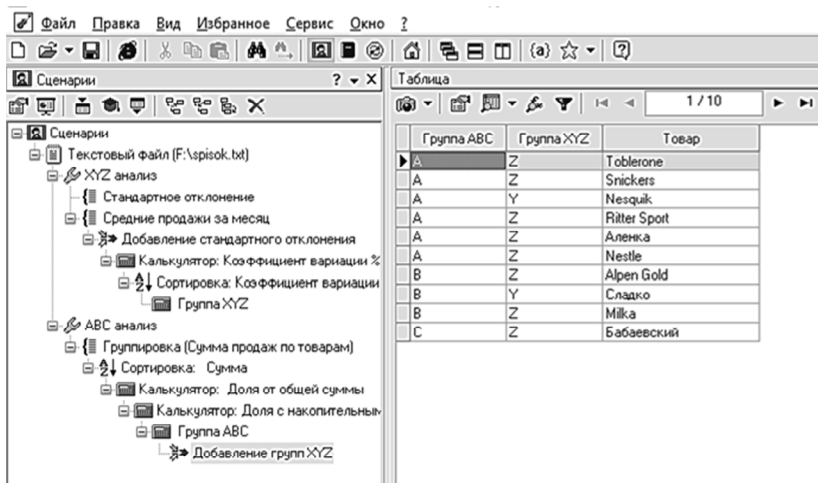 Файл Правка Вид Избранное Сервис Окно ?
Сценарии ?
Сценарии
Текстовый файл (F:\spisok.txt)
XYZ анализ
Стандартное отклонение
Средние продажи за месяц
Добавление стандартного отклонения
Калькулятор: Коэффициент вариации %
Сортировка: Коэффициент вариации
Группа XYZ
ABC анализ
Группировка (Сумма продаж по товарам)
Сортировка: Сумма
Калькулятор: Доля от общей суммы
Калькулятор: Доля с накопительным
Группа ABC
Добавление групп XYZ
Таблица
1 / 10
Группа ABC Группа XYZ Товар
A Z Toblerone
A Z Snickers
A Y Nesquik
A Z Ritter Sport
A Z Аленка
A Z Nestle
B Z Alpen Gold
B Y Сладко
B Z Milka
C Z Бабаевский